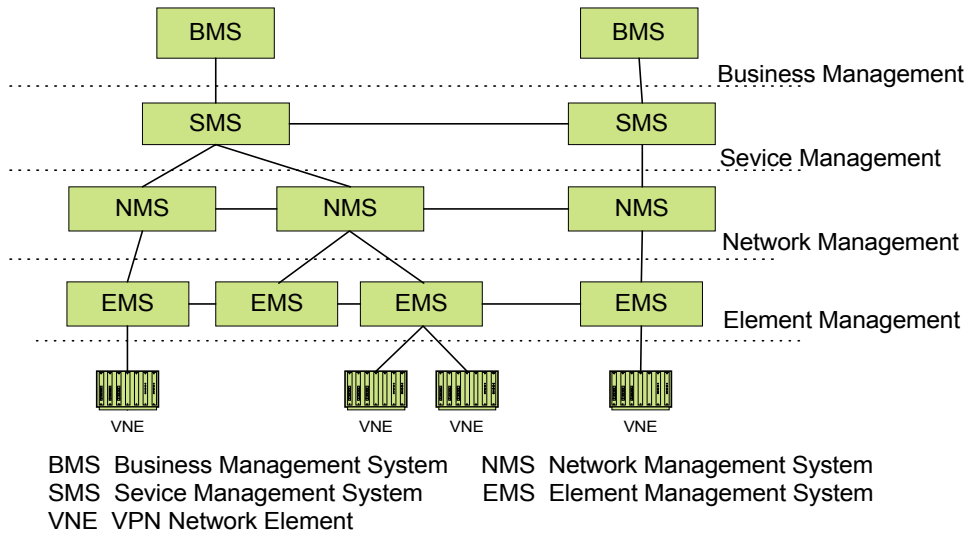 BMS BMS
Business Management
SMS SMS
Sevice Management
NMS NMS NMS
Network Management
EMS EMS EMS EMS
Element Management
VNE VNE VNE VNE
BMS Business Management System NMS Network Management System
SMS Sevice Management System EMS Element Management System
VNE VPN Network Element